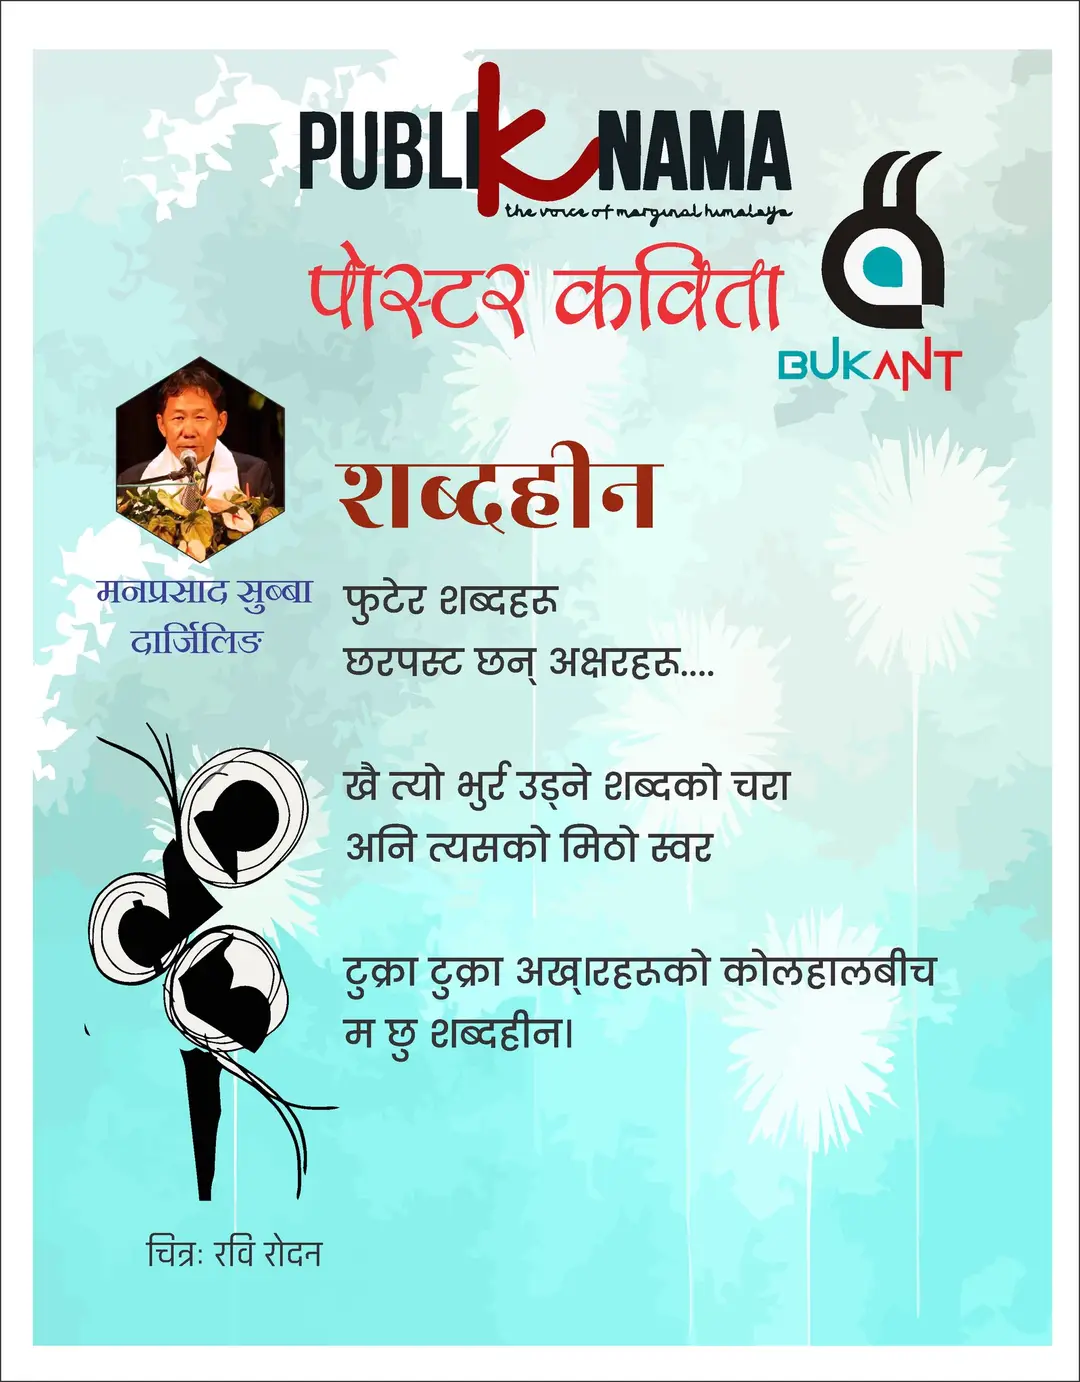 PUBLIKNAMA
the voice of marginal himalaya
पोस्टर कविता
BUKANT
शब्दहीन
मनप्रसाद सुब्बा
दार्जिलिङ
फुटेर शब्दहरू
छरपस्ट छन् अक्षरहरू....
खै त्यो भुर्र उड्ने शब्दको चरा
अनि त्यसको मिठो स्वर
टुक्रा टुक्रा अख्ारहरूको कोलहालबीच
म छु शब्दहीन।
चित्रः रवि रोदन